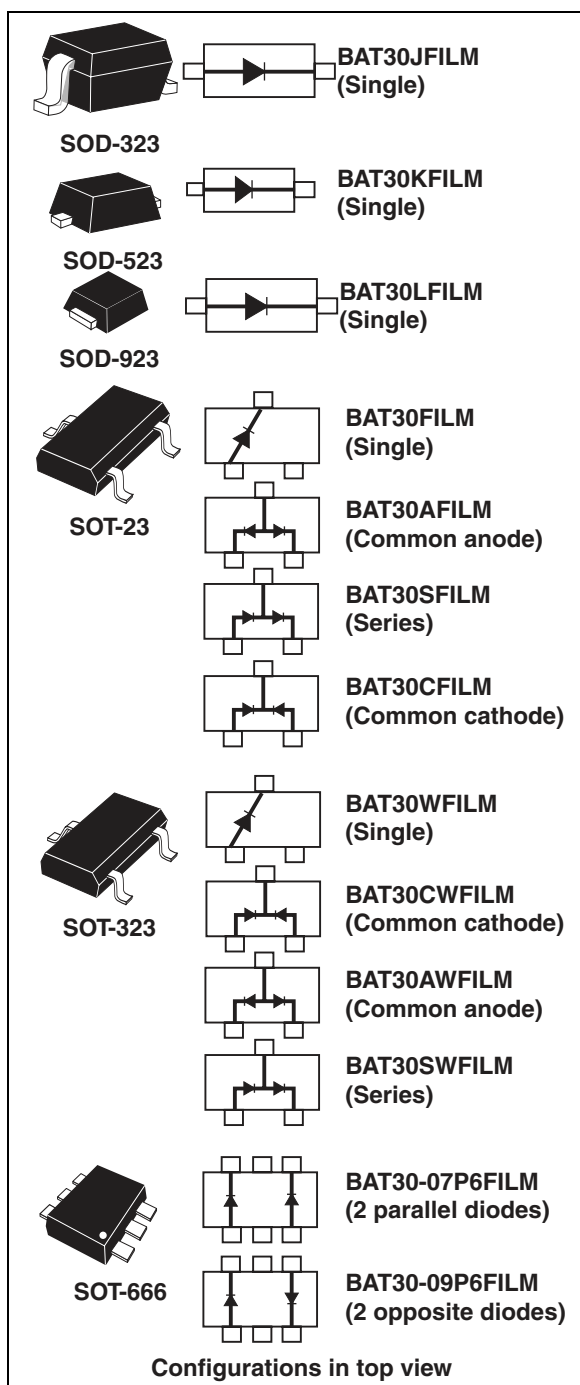 BAT30JFILM
(Single)
SOD-323
BAT30KFILM
(Single)
SOD-523
BAT30LFILM
(Single)
SOD-923
BAT30FILM
(Single)
SOT-23
BAT30AFILM
(Common anode)
BAT30SFILM
(Series)
BAT30CFILM
(Common cathode)
BAT30WFILM
(Single)
SOT-323
BAT30CWFILM
(Common cathode)
BAT30AWFILM
(Common anode)
BAT30SWFILM
(Series)
BAT30-07P6FILM
(2 parallel diodes)
SOT-666
BAT30-09P6FILM
(2 opposite diodes)
Configurations in top view